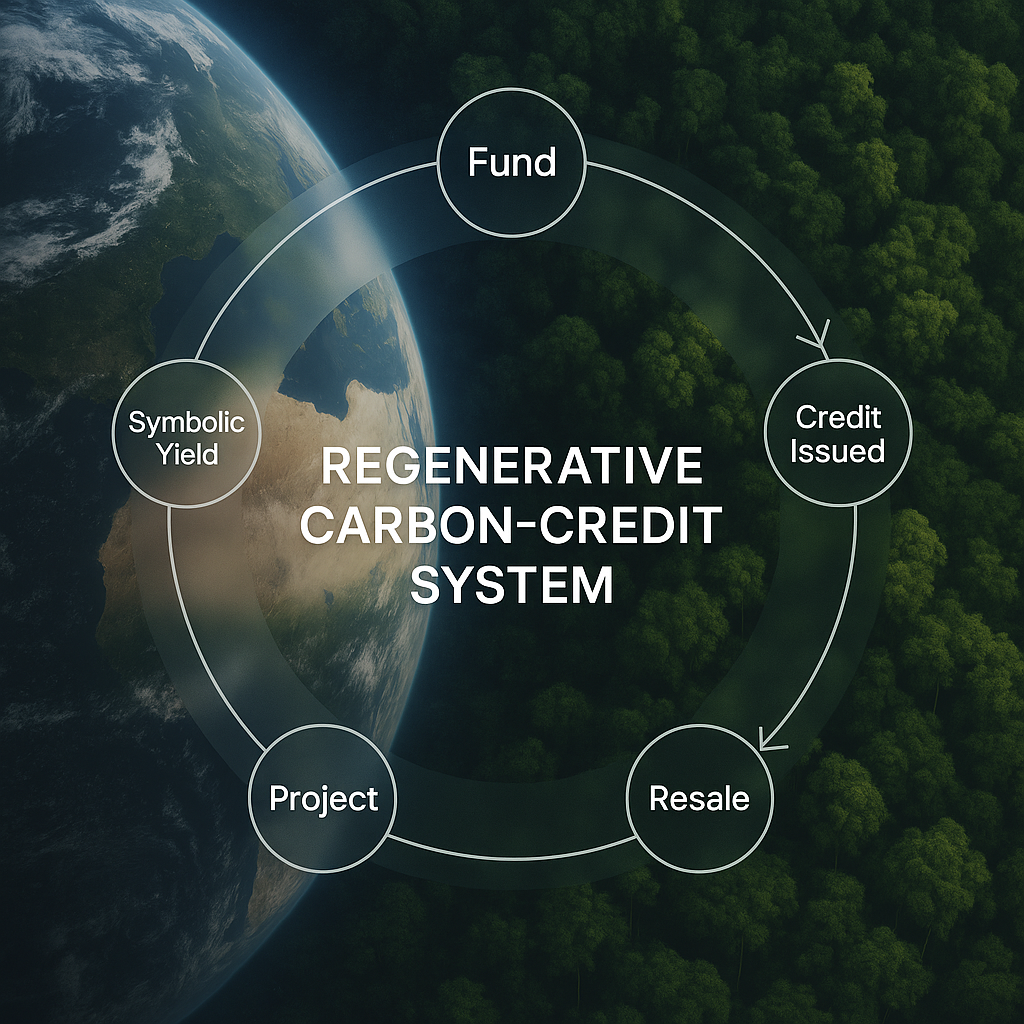 Fund
Symbolic
Yield
Credit
Issued
REGENERATIVE
CARBON-CREDIT
SYSTEM
Project
Resale